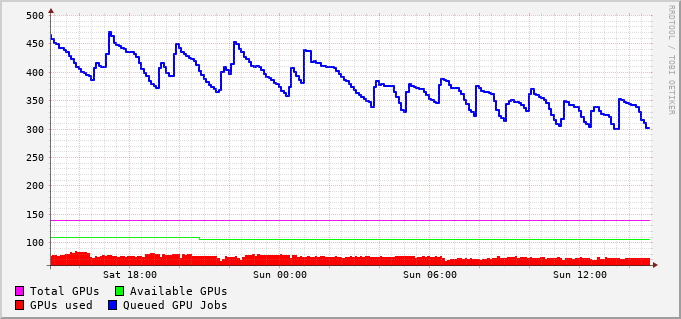 500
450
400
350
300
250
200
150
100
Sat 18:00 Sun 00:00 Sun 06:00 Sun 12:00
Total GPUs Available GPUs
GPUs used Queued GPU Jobs
RRDTOOL / TOBI OETIKER